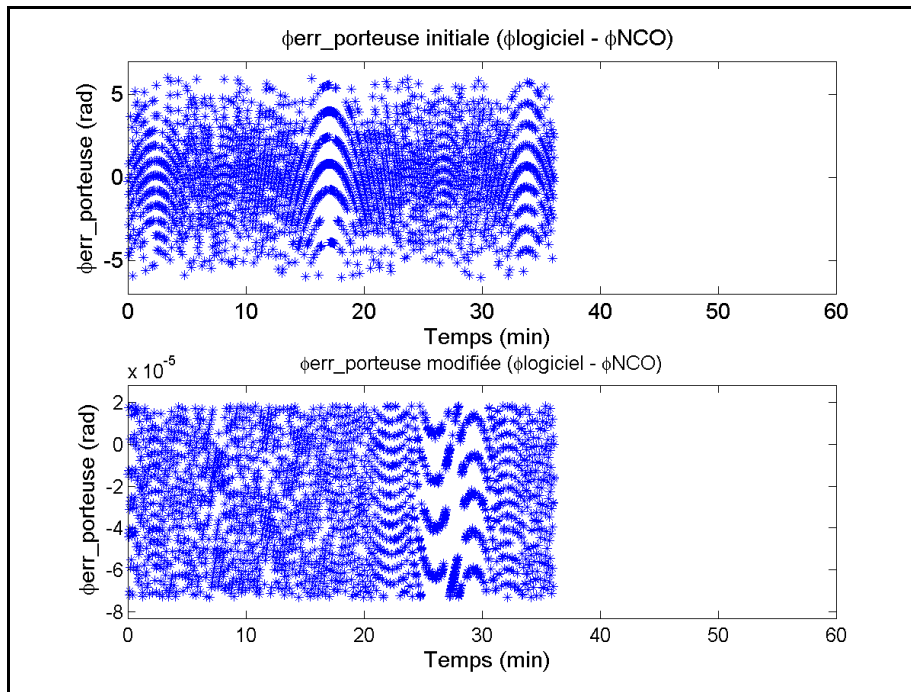 ϕerr_porteuse initiale (ϕlogiciel - ϕNCO)
ϕerr_porteuse (rad)
5
0
-5
0 10 20 30 40 50 60
Temps (min)
x 10^-5
ϕerr_porteuse modifiée (ϕlogiciel - ϕNCO)
ϕerr_porteuse (rad)
2
0
-2
-4
-6
-8
0 10 20 30 40 50 60
Temps (min)